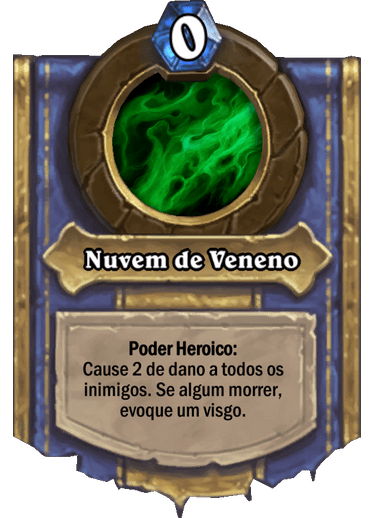 0
Nuvem de Veneno
Poder Heroico:
Cause 2 de dano a todos os
inimigos. Se algum morrer,
evoque um visgo.